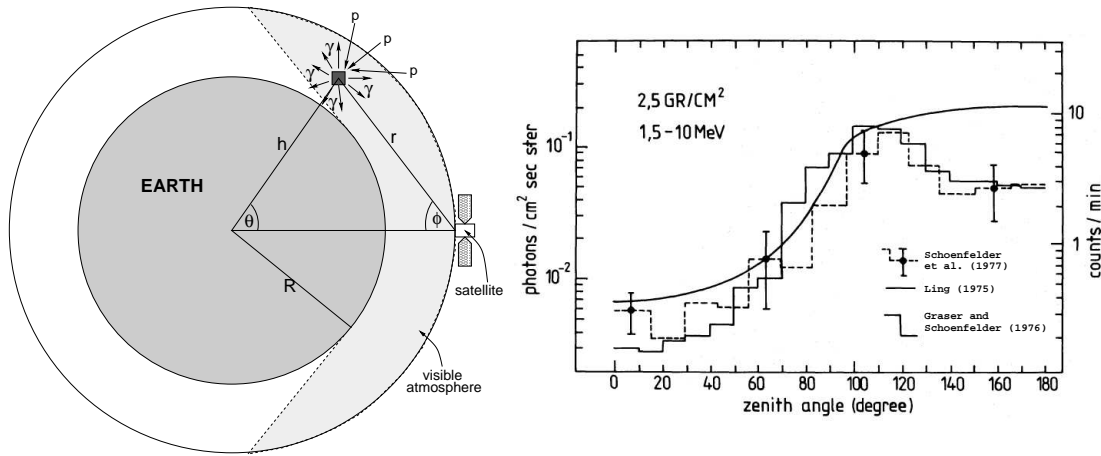 p
p
p
γ
γ
γ
γ
γ
h
r
EARTH
θ
ϕ
R
satellite
visible
atmosphere
2,5 GR/CM²
1,5–10 MeV
photons / cm² sec ster
10⁻¹
10⁻²
counts / min
10
1
Schoenfelder
et al. (1977)
Ling (1975)
Graser and
Schoenfelder (1976)
0 20 40 60 80 100 120 140 160 180
zenith angle (degree)